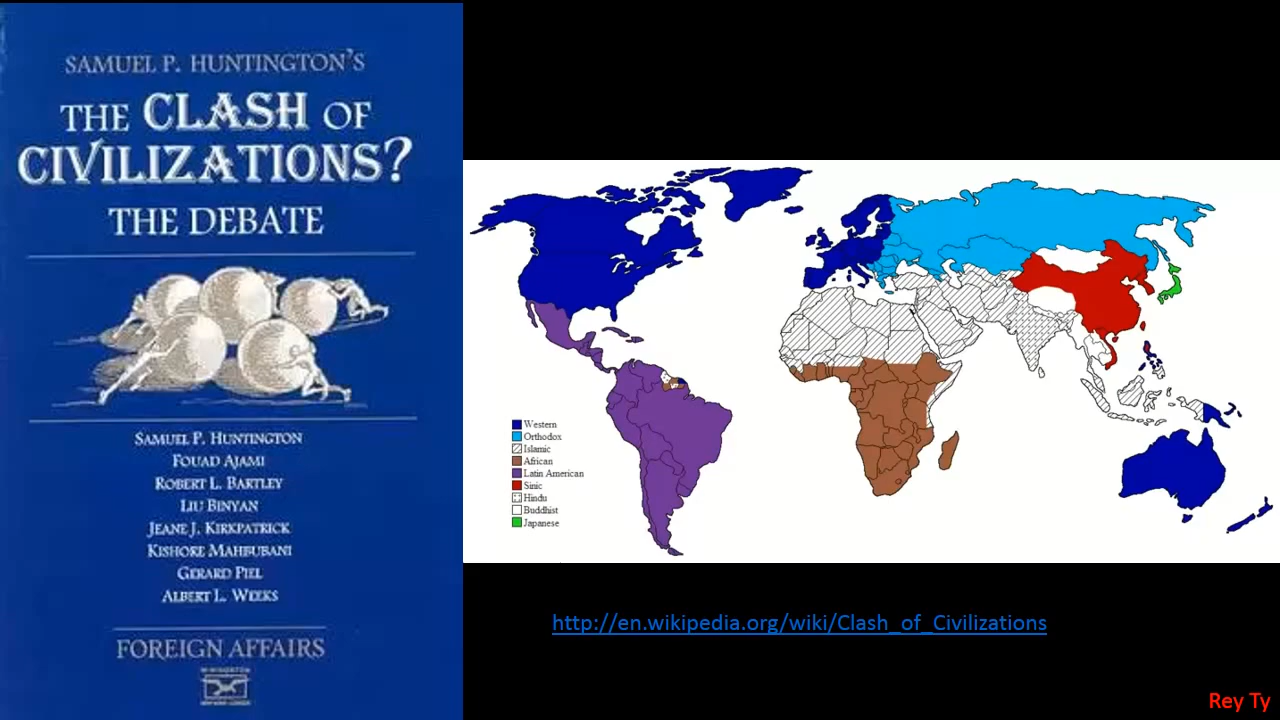 SAMUEL P. HUNTINGTON'S
THE CLASH OF
CIVILIZATIONS?
THE DEBATE
SAMUEL P. HUNTINGTON
FOUAD AJAMI
ROBERT L. BARTLEY
LIU BINYAN
JEANE J. KIRKPATRICK
KISHORE MAHBUBANI
GERARD PIEL
ALBERT L. WEEKS
FOREIGN AFFAIRS
Western
Orthodox
Islamic
African
Latin American
Sinic
Hindu
Buddhist
Japanese
http://en.wikipedia.org/wiki/Clash_of_Civilizations
Rey Ty